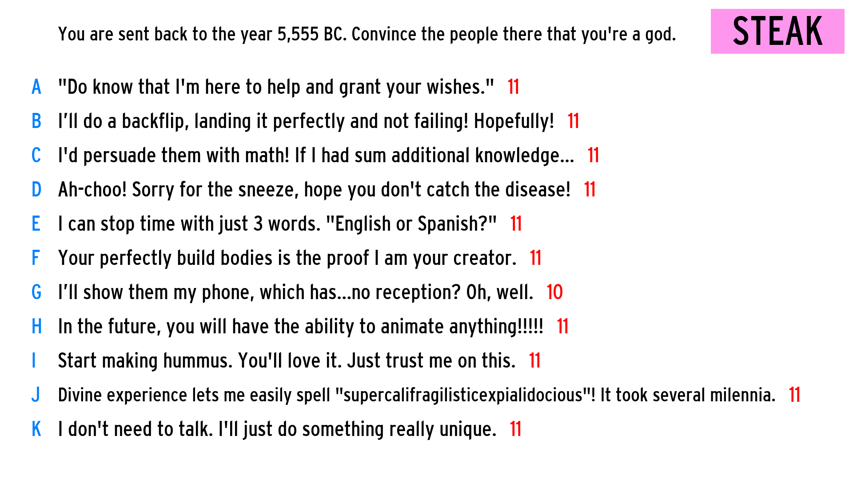 You are sent back to the year 5,555 BC. Convince the people there that you're a god.
STEAK
A "Do know that I'm here to help and grant your wishes." 11
B I’ll do a backflip, landing it perfectly and not failing! Hopefully! 11
C I'd persuade them with math! If I had sum additional knowledge... 11
D Ah-choo! Sorry for the sneeze, hope you don't catch the disease! 11
E I can stop time with just 3 words. "English or Spanish?" 11
F Your perfectly build bodies is the proof I am your creator. 11
G I’ll show them my phone, which has...no reception? Oh, well. 10
H In the future, you will have the ability to animate anything!!!!! 11
I Start making hummus. You'll love it. Just trust me on this. 11
J Divine experience lets me easily spell "supercalifragilisticexpialidocious"! It took several milennia. 11
K I don't need to talk. I'll just do something really unique. 11